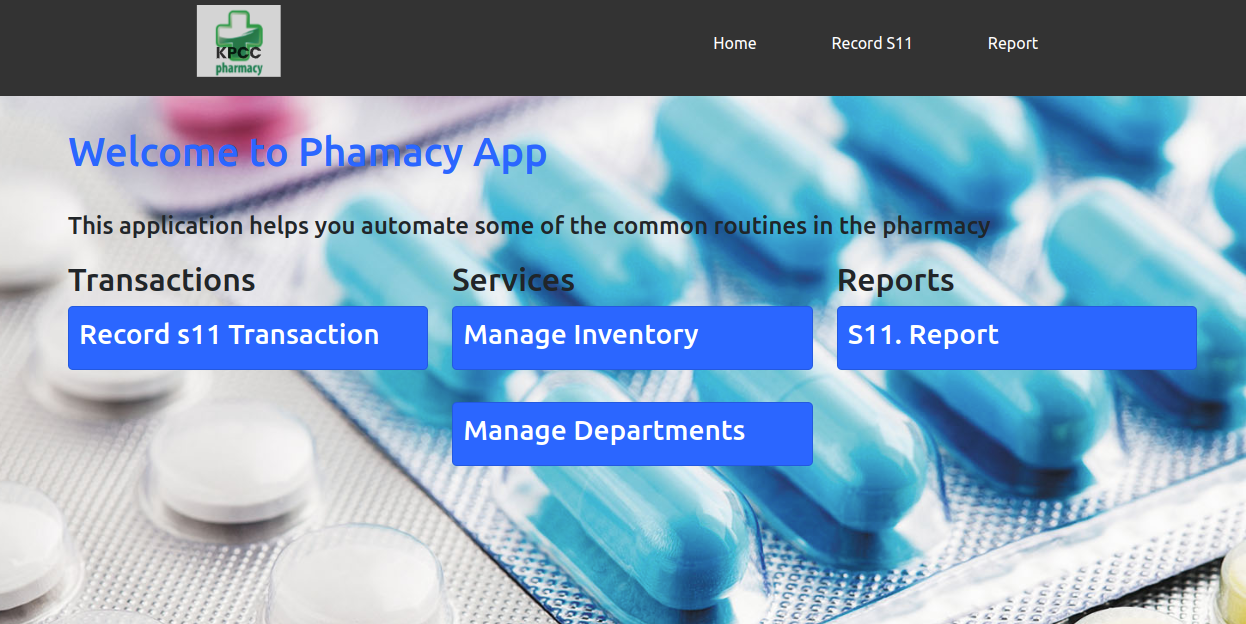 KPCC
pharmacy
Home
Record S11
Report
Welcome to Phamacy App
This application helps you automate some of the common routines in the pharmacy
Transactions
Record s11 Transaction
Services
Manage Inventory
Manage Departments
Reports
S11. Report